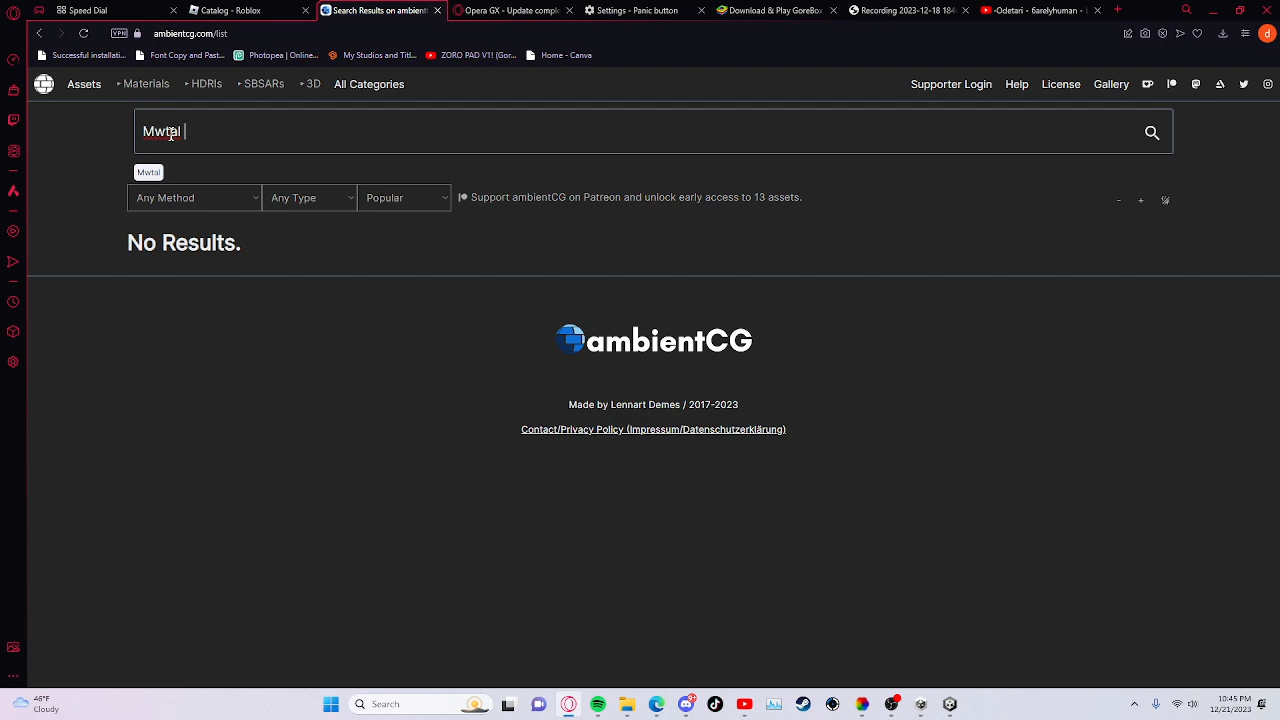 Speed Dial
Catalog - Roblox
Search Results on ambient
Opera GX - Update comple
Settings - Panic button
Download & Play GoreBox
Recording 2023-12-18 184
-Odetari - 6arelyhuman -
VPN
ambientcg.com/list
d
Successful installati...
Font Copy and Past...
Photopea | Online...
My Studios and Titl...
ZORO PAD V1! (Gor...
Home - Canva
Assets
Materials
HDRIs
SBSARs
3D
All Categories
Supporter Login
Help
License
Gallery
Mwtal
Mwtal
Any Method
Any Type
Popular
Support ambientCG on Patreon and unlock early access to 13 assets.
- +
No Results.
ambientCG
Made by Lennart Demes / 2017-2023
Contact/Privacy Policy (Impressum/Datenschutzerklärung)
46°F
Cloudy
Search
10:45 PM
12/21/2023